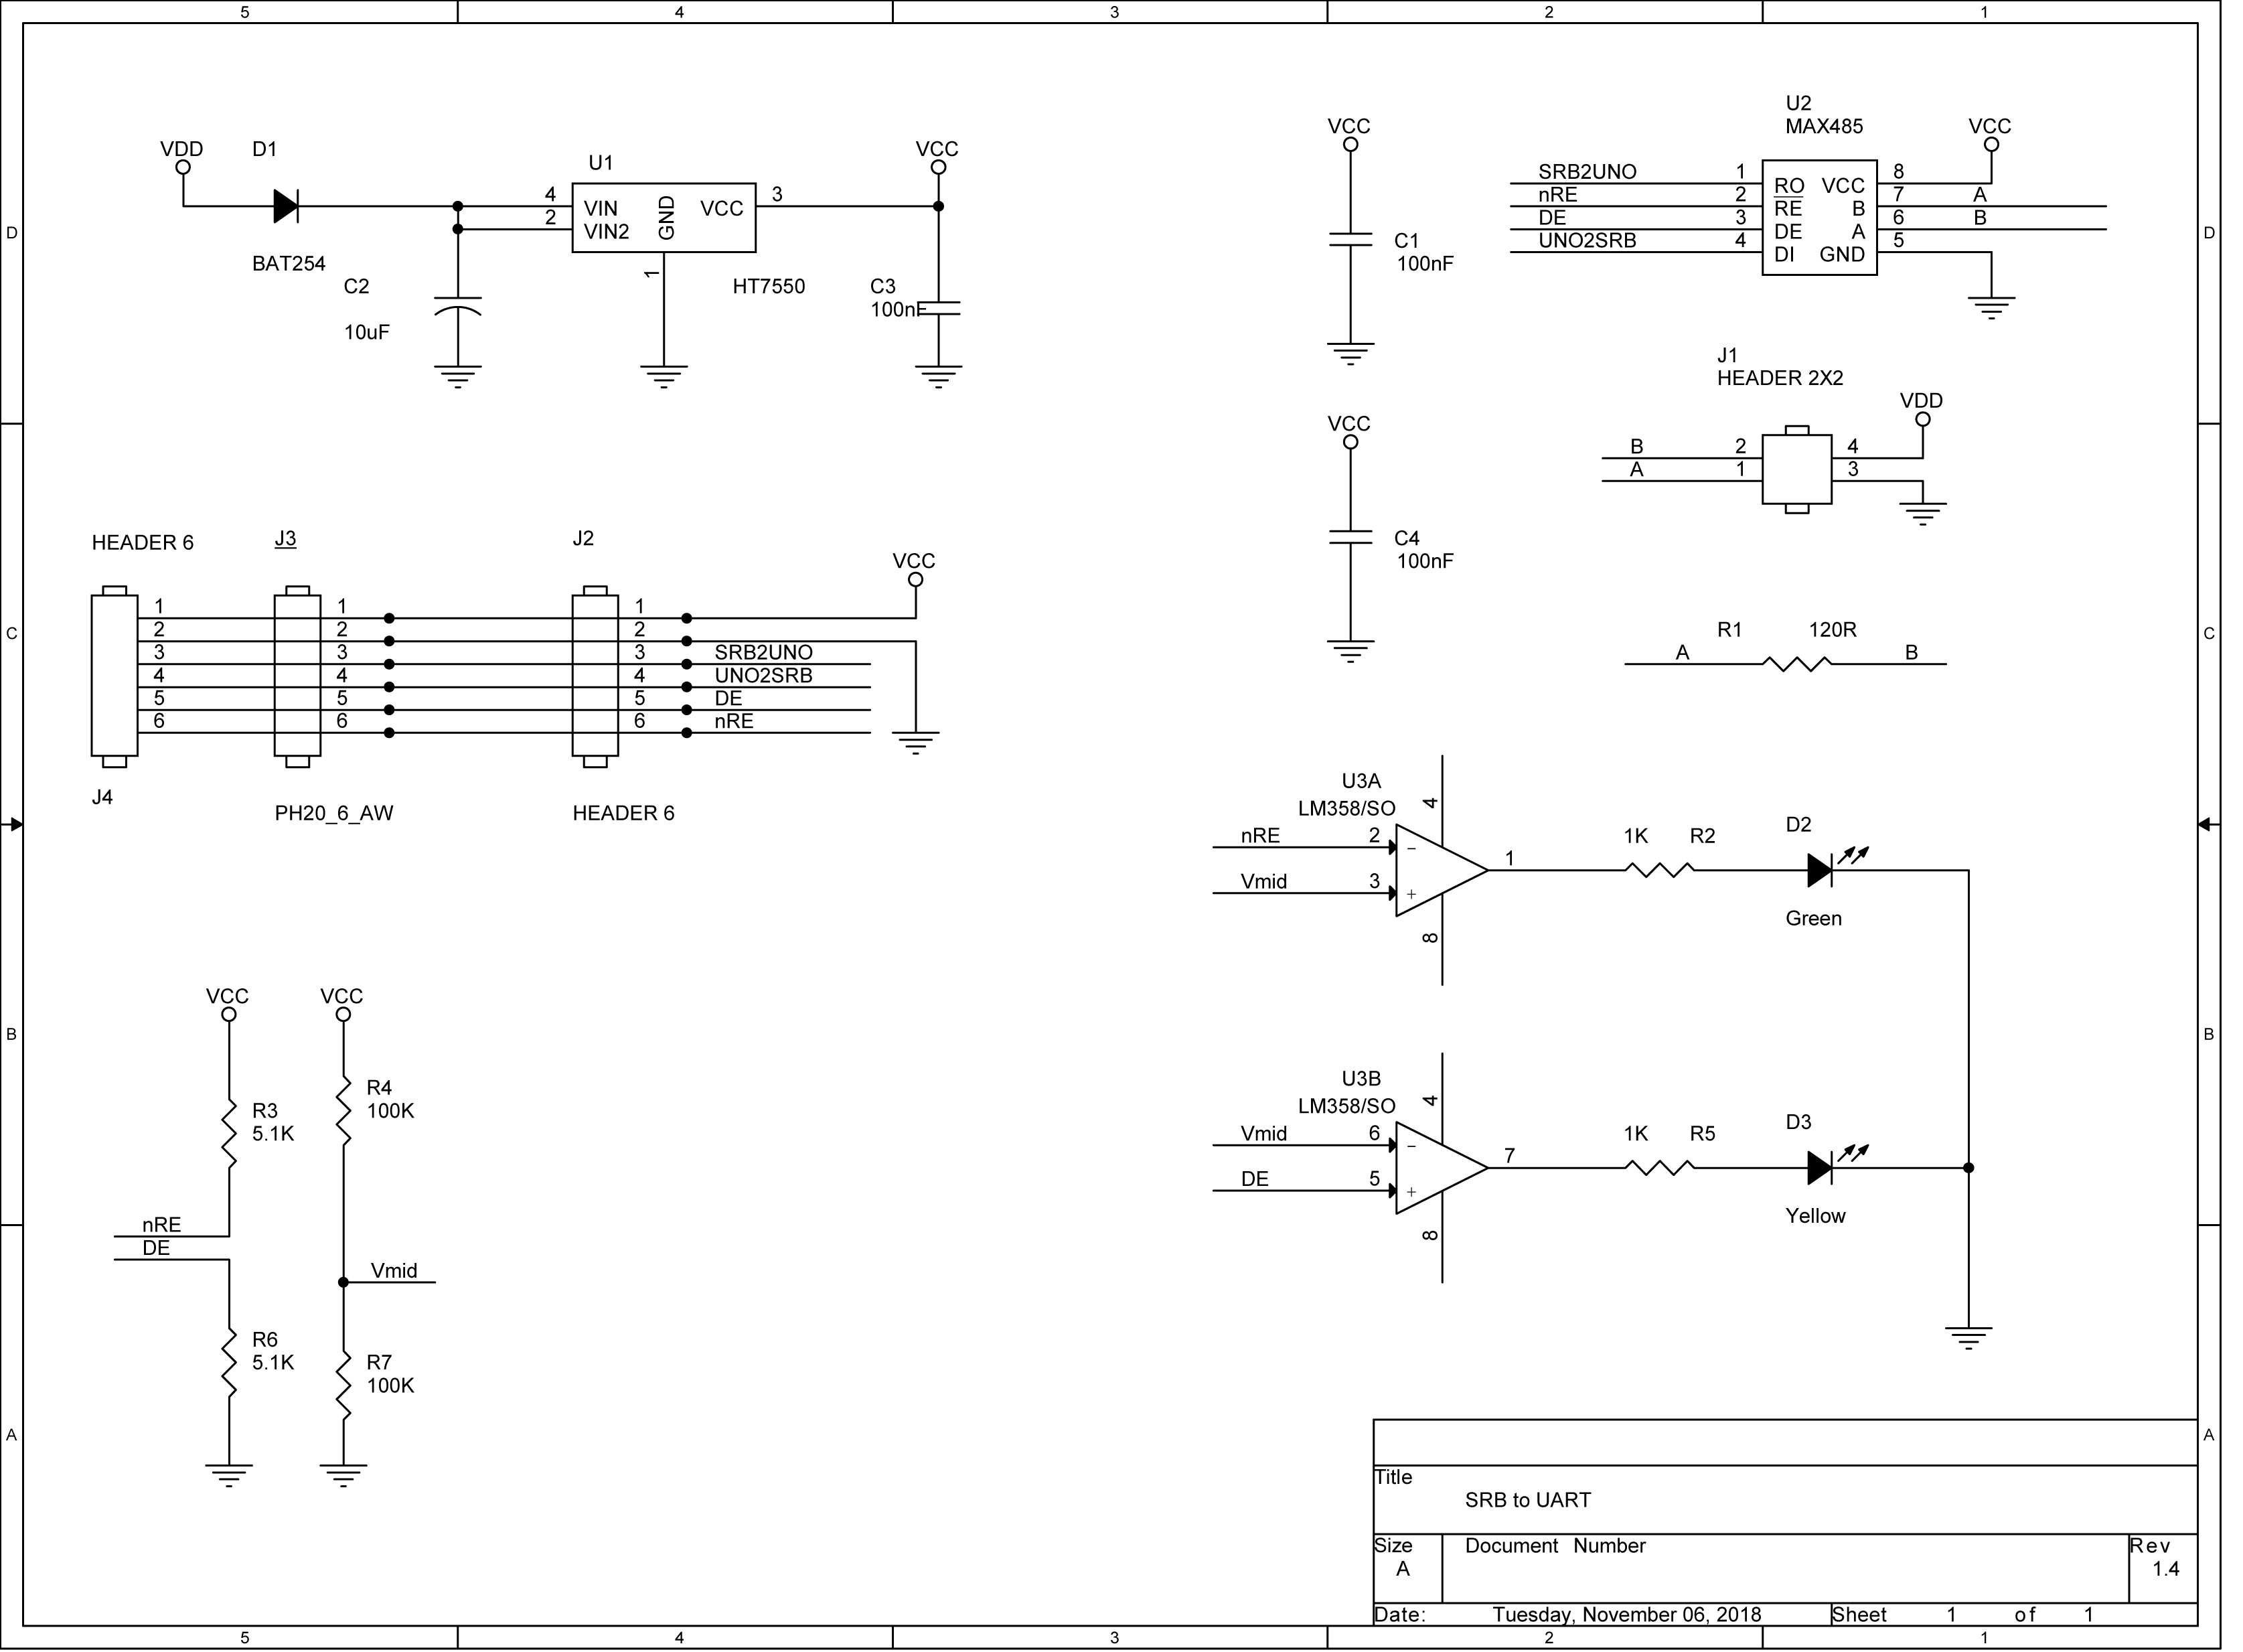 5 4 3 2 1
D
D
C
C
B
B
A
A
VDD
D1
BAT254
C2
10uF
U1
4
2
VIN
VIN2
GND
VCC
3
1
HT7550
VCC
C3
100nF
VCC
C1
100nF
U2
MAX485
SRB2UNO 1
nRE 2
DE 3
UNO2SRB 4
RO VCC
RE B
DE A
DI GND
8
7 A
6 B
5
VCC
J1
HEADER 2X2
VDD
B 2 4
A 1 3
VCC
C4
100nF
R1 120R
A B
HEADER 6 J3 J2
VCC
1 1 1
2 2 2
3 3 3 SRB2UNO
4 4 4 UNO2SRB
5 5 5 DE
6 6 6 nRE
J4
PH20_6_AW HEADER 6
U3A
LM358/SO
4
nRE 2 -
Vmid 3 +
8
1
1K R2
D2
Green
VCC VCC
R3
5.1K
R4
100K
nRE
DE
Vmid
R6
5.1K
R7
100K
U3B
LM358/SO
4
Vmid 6 -
DE 5 +
8
7
1K R5
D3
Yellow
Title
SRB to UART
Size
A
Document Number
Rev
1.4
Date: Tuesday, November 06, 2018 Sheet 1 of 1
5 4 3 2 1